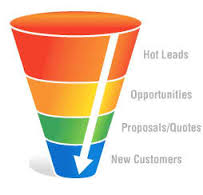 Hot Leads
Opportunities
Proposals/Quotes
New Customers